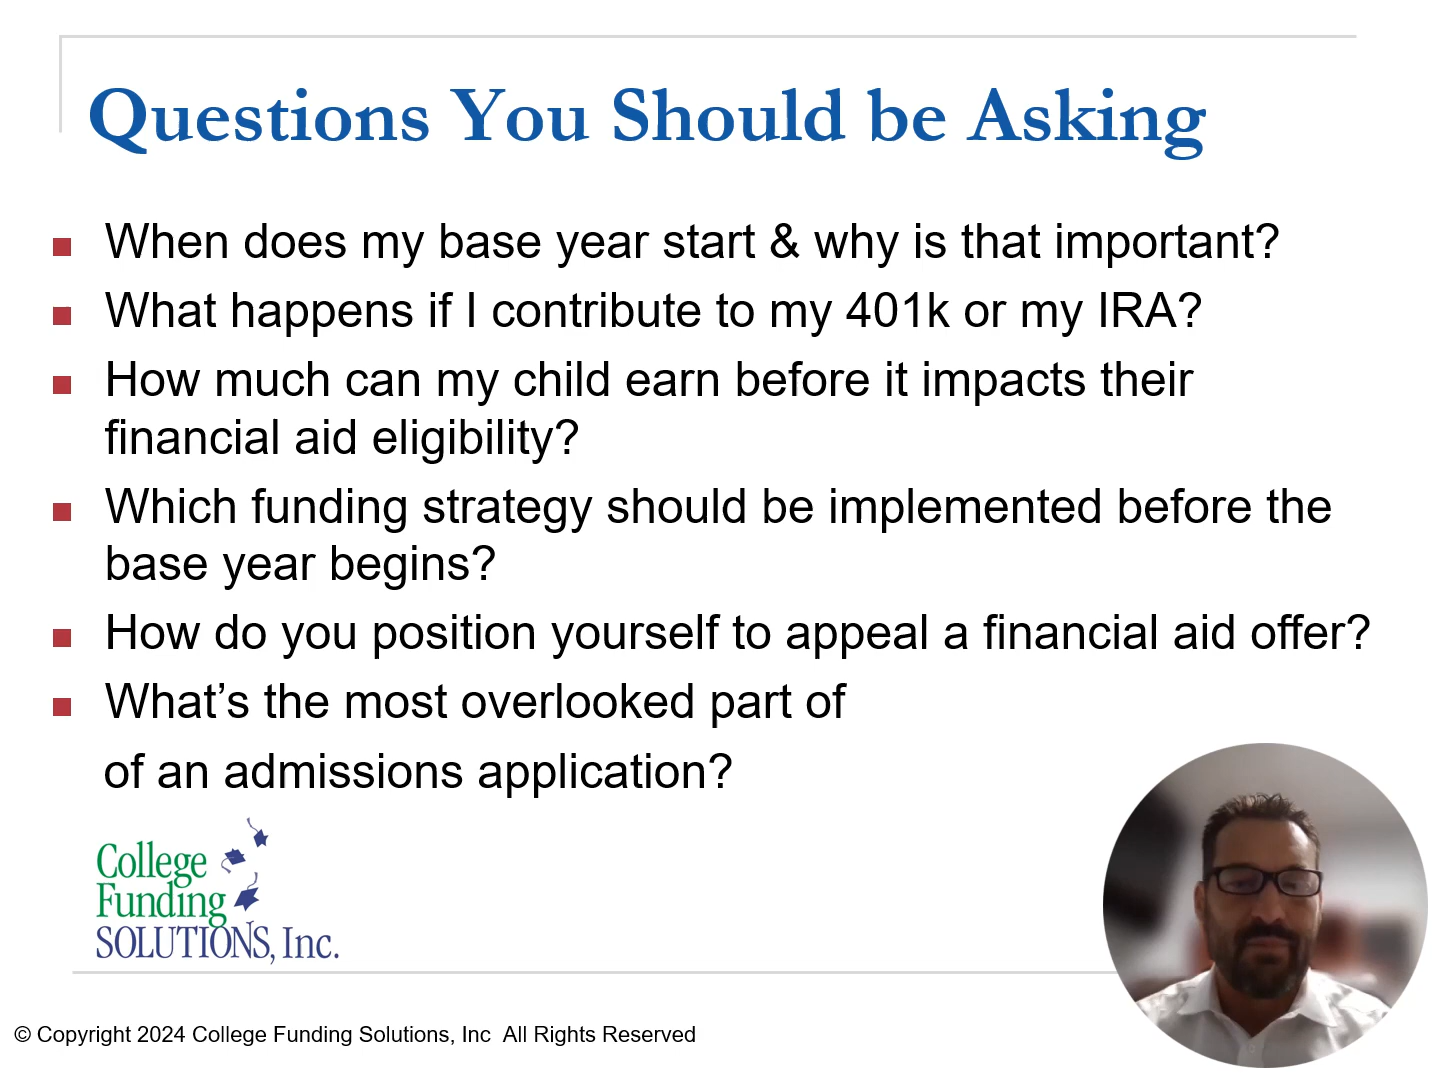 Questions You Should be Asking
When does my base year start & why is that important?
What happens if I contribute to my 401k or my IRA?
How much can my child earn before it impacts their
financial aid eligibility?
Which funding strategy should be implemented before the
base year begins?
How do you position yourself to appeal a financial aid offer?
What’s the most overlooked part of
of an admissions application?
College
Funding
SOLUTIONS, Inc.
© Copyright 2024 College Funding Solutions, Inc  All Rights Reserved